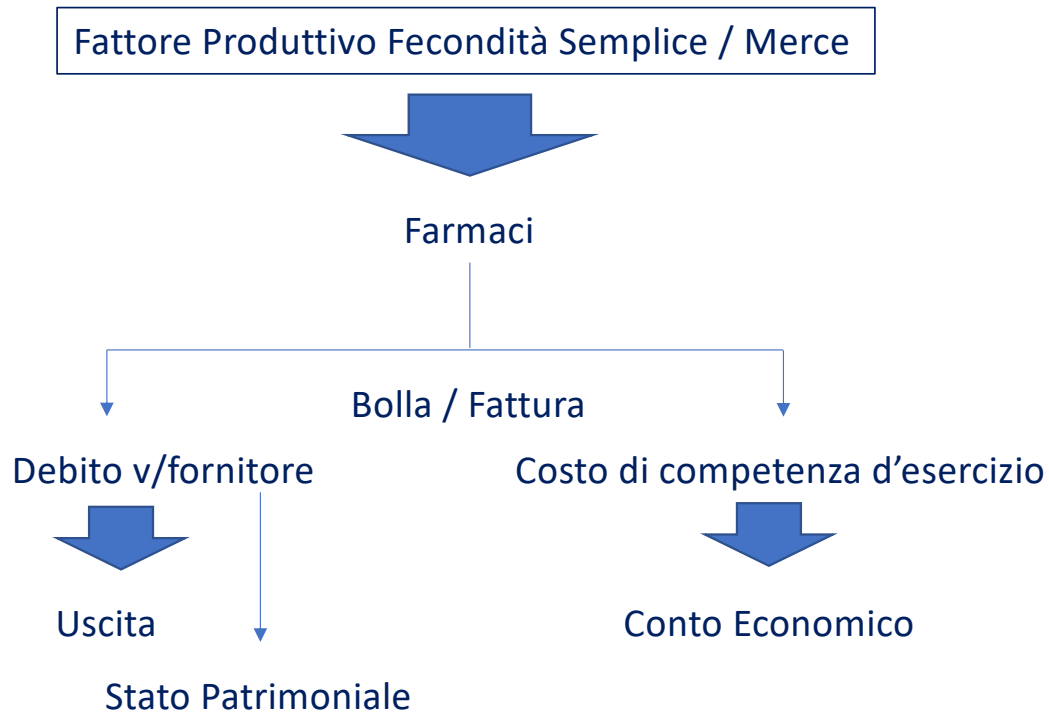 Fattore Produttivo Fecondità Semplice / Merce
Farmaci
Bolla / Fattura
Debito v/fornitore
Costo di competenza d’esercizio
Uscita
Conto Economico
Stato Patrimoniale